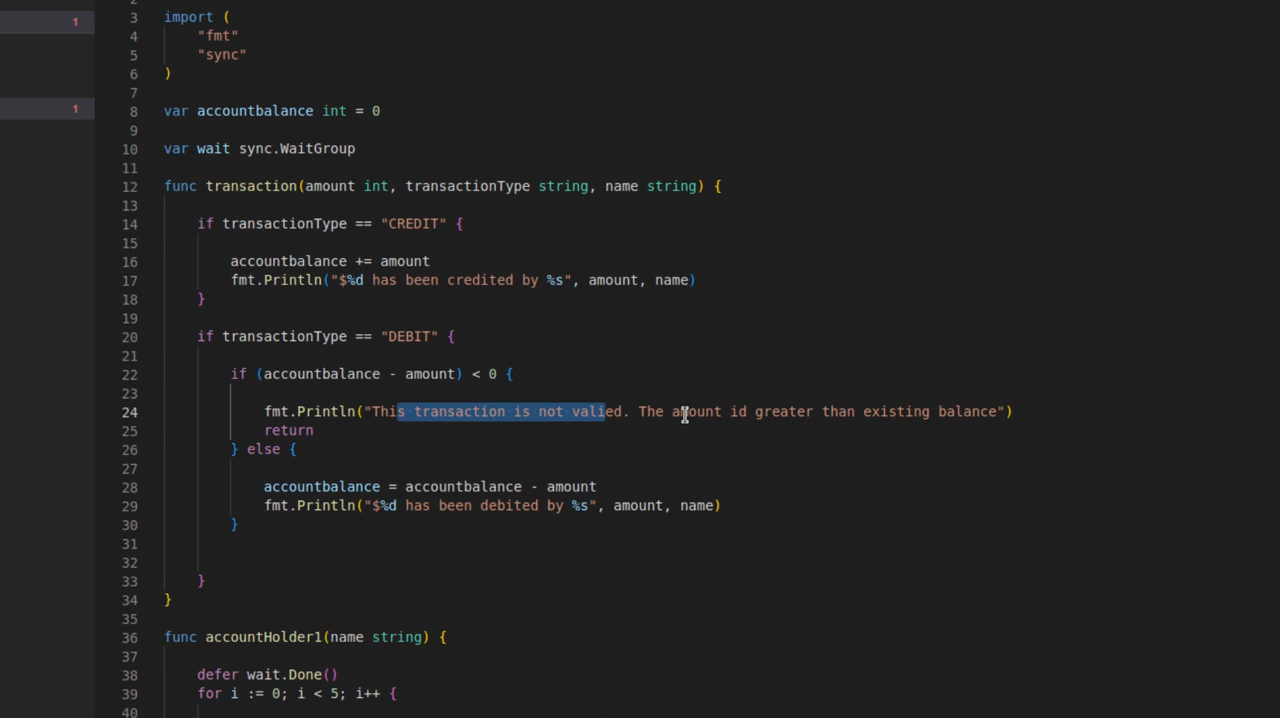 1
1
2
3 import (
4 "fmt"
5 "sync"
6 )
7
8 var accountbalance int = 0
9
10 var wait sync.WaitGroup
11
12 func transaction(amount int, transactionType string, name string) {
13
14 if transactionType == "CREDIT" {
15
16 accountbalance += amount
17 fmt.Println("$%d has been credited by %s", amount, name)
18 }
19
20 if transactionType == "DEBIT" {
21
22 if (accountbalance - amount) < 0 {
23
24 fmt.Println("This transaction is not valied. The amount id greater than existing balance")
25 return
26 } else {
27
28 accountbalance = accountbalance - amount
29 fmt.Println("$%d has been debited by %s", amount, name)
30 }
31
32
33 }
34 }
35
36 func accountHolder1(name string) {
37
38 defer wait.Done()
39 for i := 0; i < 5; i++ {
40